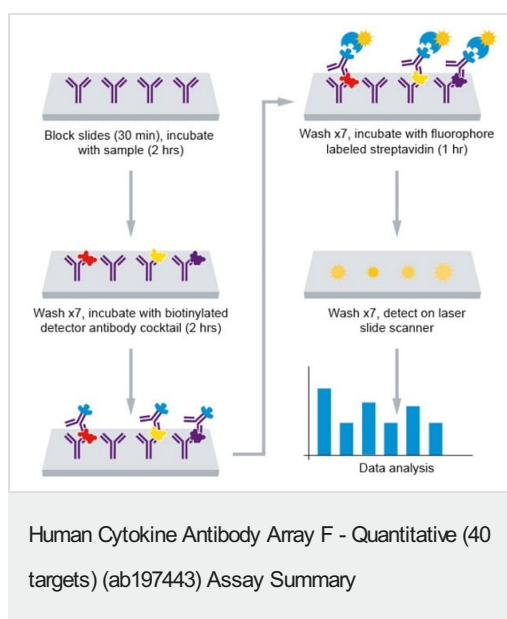 Block slides (30 min), incubate
with sample (2 hrs)
Wash x7, incubate with biotinylated
detector antibody cocktail (2 hrs)
Wash x7, incubate with fluorophore
labeled streptavidin (1 hr)
Wash x7, detect on laser
slide scanner
Data analysis
Human Cytokine Antibody Array F - Quantitative (40
targets) (ab197443) Assay Summary